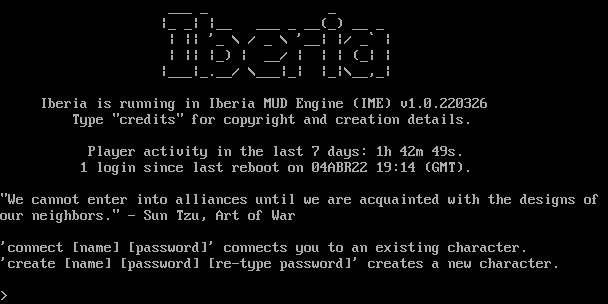 Iberia
Iberia is running in Iberia MUD Engine (IME) v1.0.220326
Type "credits" for copyright and creation details.
Player activity in the last 7 days: 1h 42m 49s.
1 login since last reboot on 04ABR22 19:14 (GMT).
"We cannot enter into alliances until we are acquainted with the designs of
our neighbors." - Sun Tzu, Art of War
'connect [name] [password]' connects you to an existing character.
'create [name] [password] [re-type password]' creates a new character.
>